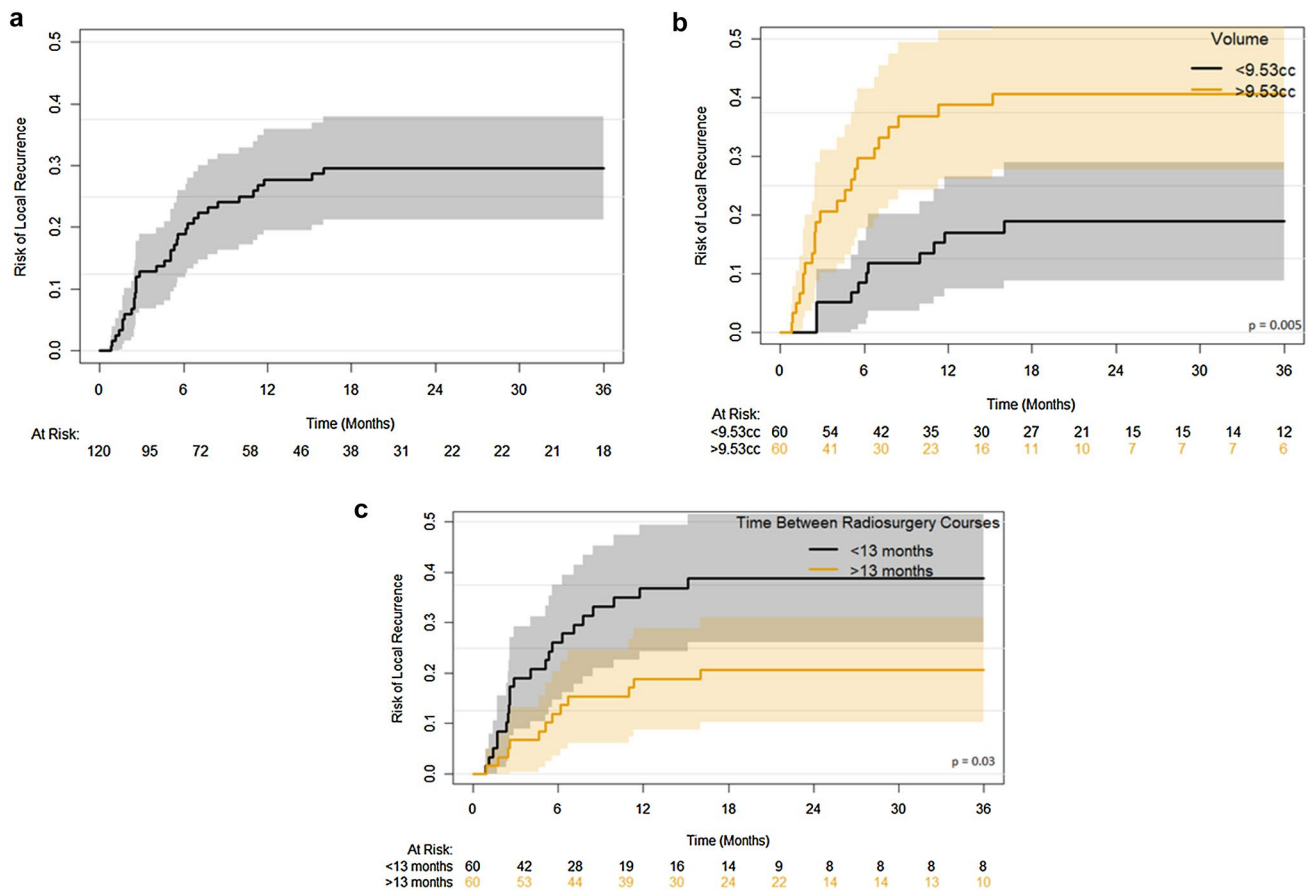 a
Risk of Local Recurrence
0.5
0.4
0.3
0.2
0.1
0.0
0 6 12 18 24 30 36
Time (Months)
At Risk:
120 95 72 58 46 38 31 22 22 21 18
b
Risk of Local Recurrence
0.5
0.4
0.3
0.2
0.1
0.0
Volume
<9.53cc
>9.53cc
p = 0.005
0 6 12 18 24 30 36
Time (Months)
At Risk:
<9.53cc 60 54 42 35 30 27 21 15 15 14 12
>9.53cc 60 41 30 23 16 11 10 7 7 7 6
c
Risk of Local Recurrence
0.5
0.4
0.3
0.2
0.1
0.0
Time Between Radiosurgery Courses
<13 months
>13 months
p = 0.03
0 6 12 18 24 30 36
Time (Months)
At Risk:
<13 months 60 42 28 19 16 14 9 8 8 8 8
>13 months 60 53 44 39 30 24 22 14 14 13 10